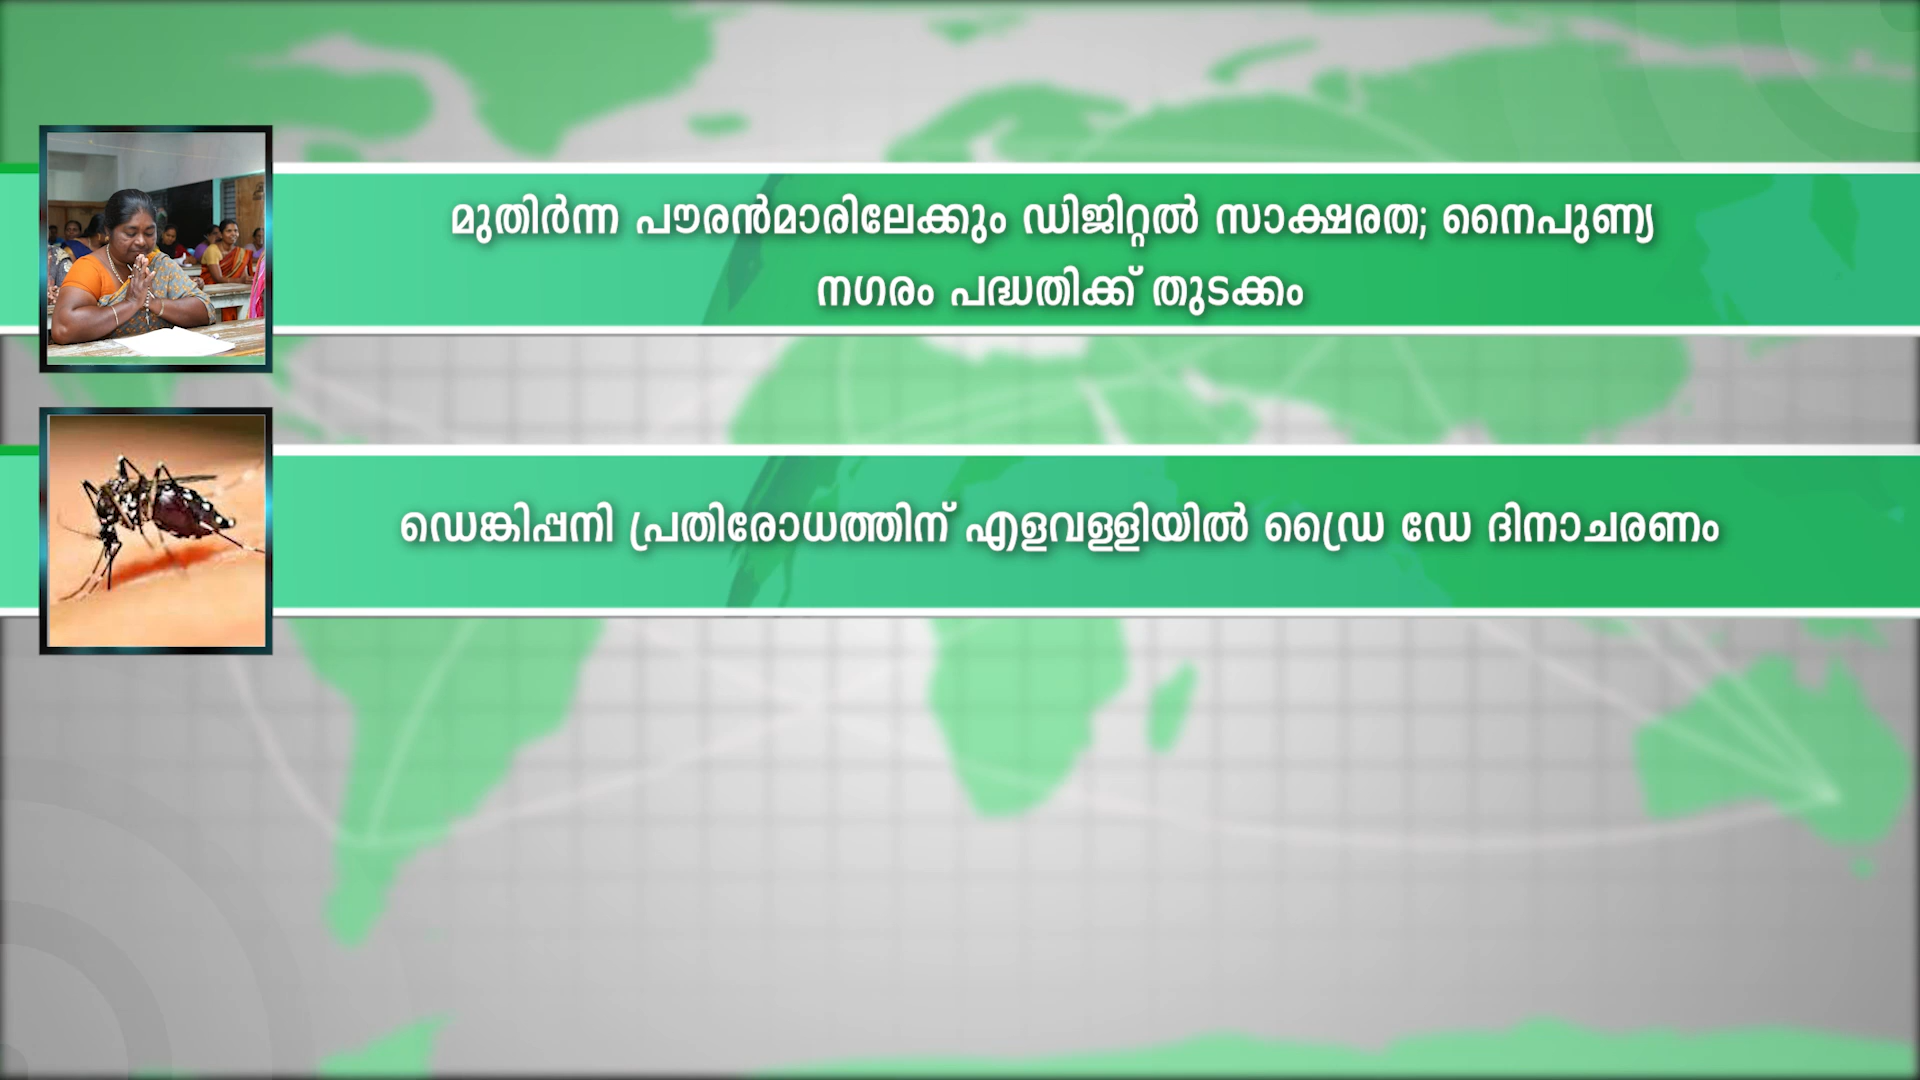 മുതിർന്ന പൗരൻമാരിലേക്കും ഡിജിറ്റൽ സാക്ഷരത; നൈപുണ്യ
നഗരം പദ്ധതിക്ക് തുടക്കം
ഡെങ്കിപ്പനി പ്രതിരോധത്തിന് എളവള്ളിയിൽ ഡ്രൈ ഡേ ദിനാചരണം